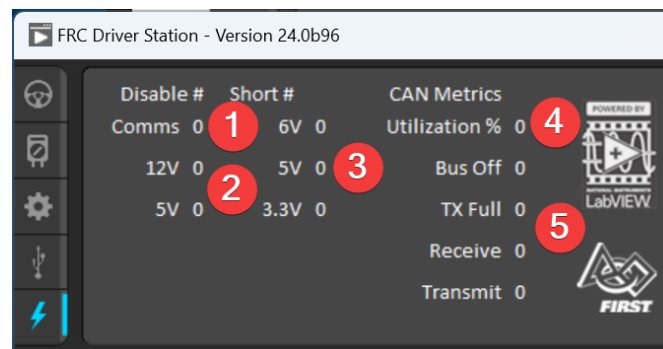 FRC Driver Station - Version 24.0b96
Disable # Short # CAN Metrics
Comms 0 1 6V 0 Utilization % 0 4
12V 0 2 5V 0 3 Bus Off 0
5V 0 3.3V 0 TX Full 0 5
Receive 0
Transmit 0
POWERED BY
NATIONAL INSTRUMENTS
LabVIEW
FIRST